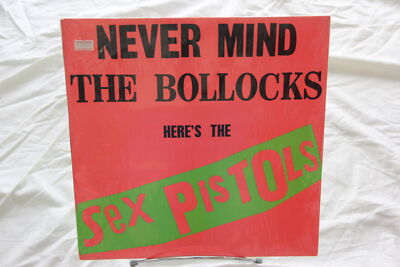 NEVER MIND
THE BOLLOCKS
HERE'S THE
Sex PisTOls